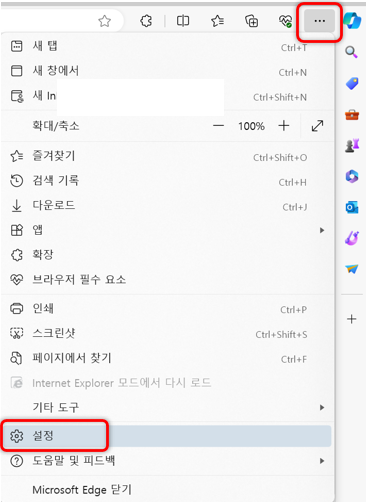 새 탭 Ctrl+T
새 창에서 Ctrl+N
새 In Ctrl+Shift+N
확대/축소 — 100% +
즐겨찾기 Ctrl+Shift+O
검색 기록 Ctrl+H
다운로드 Ctrl+J
앱
확장
브라우저 필수 요소
인쇄 Ctrl+P
스크린샷 Ctrl+Shift+S
페이지에서 찾기 Ctrl+F
Internet Explorer 모드에서 다시 로드
기타 도구
설정
도움말 및 피드백
Microsoft Edge 닫기